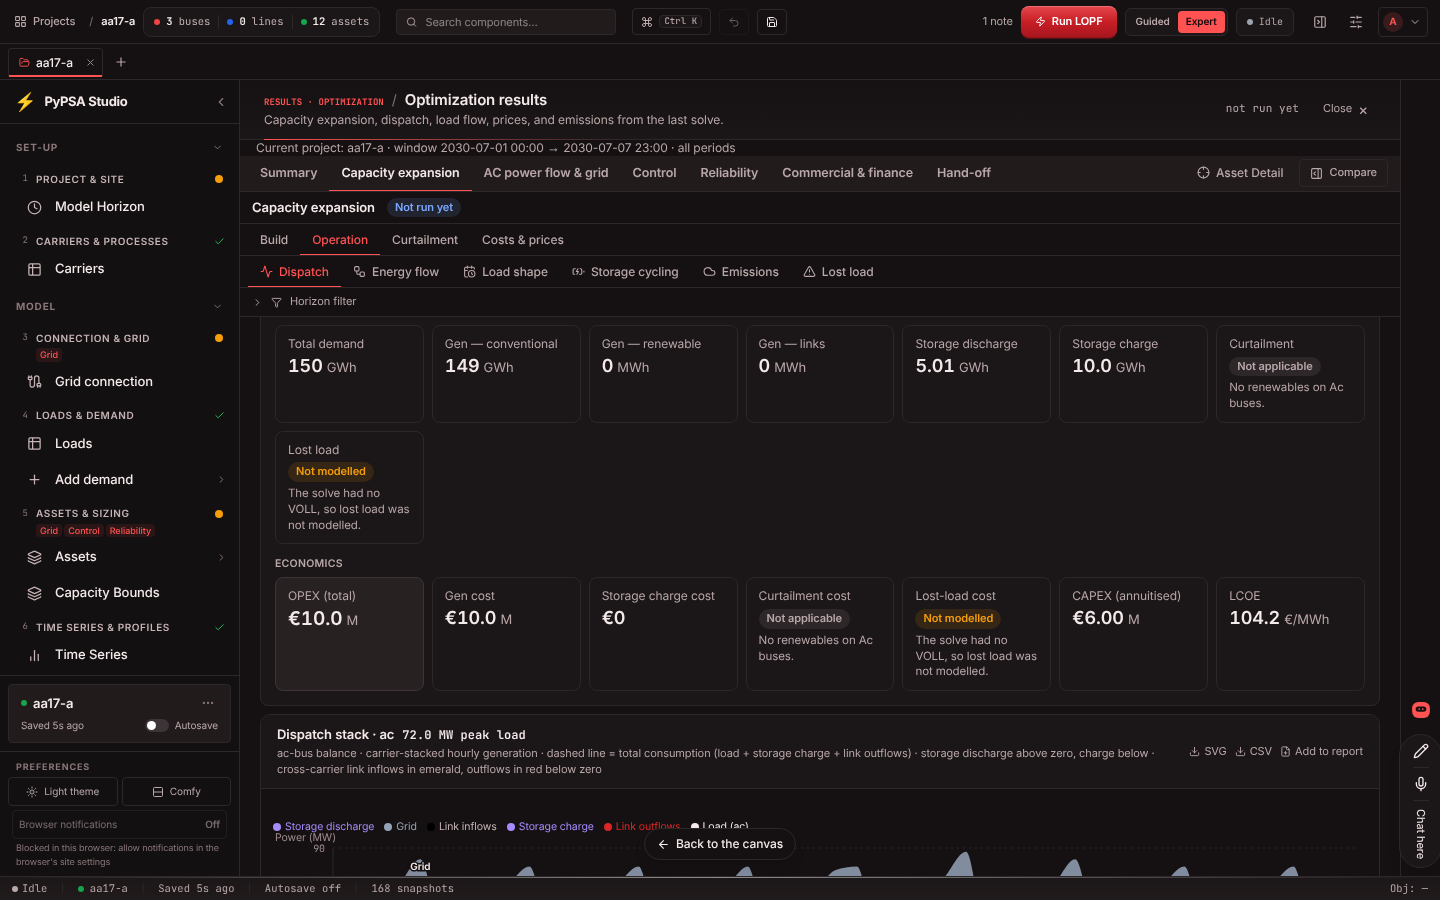 Projects / aa17-a
3 buses 0 lines 12 assets
Search components...
⌘ Ctrl K
1 note
Run LOPF
Guided Expert
Idle
A
aa17-a
PyPSA Studio
SET-UP
1 PROJECT & SITE
Model Horizon
2 CARRIERS & PROCESSES
Carriers
MODEL
3 CONNECTION & GRID
Grid
Grid connection
4 LOADS & DEMAND
Loads
Add demand
5 ASSETS & SIZING
Grid Control Reliability
Assets
Capacity Bounds
6 TIME SERIES & PROFILES
Time Series
aa17-a
Saved 5s ago Autosave
PREFERENCES
Light theme Comfy
Browser notifications Off
Blocked in this browser: allow notifications in the
browser's site settings
RESULTS · OPTIMIZATION / Optimization results
Capacity expansion, dispatch, load flow, prices, and emissions from the last solve.
not run yet Close
Current project: aa17-a · window 2030-07-01 00:00 → 2030-07-07 23:00 · all periods
Summary Capacity expansion AC power flow & grid Control Reliability Commercial & finance Hand-off
Asset Detail Compare
Capacity expansion Not run yet
Build Operation Curtailment Costs & prices
Dispatch Energy flow Load shape Storage cycling Emissions Lost load
Horizon filter
Total demand
150 GWh
Gen — conventional
149 GWh
Gen — renewable
0 MWh
Gen — links
0 MWh
Storage discharge
5.01 GWh
Storage charge
10.0 GWh
Curtailment
Not applicable
No renewables on Ac
buses.
Lost load
Not modelled
The solve had no
VOLL, so lost load was
not modelled.
ECONOMICS
OPEX (total)
€10.0 M
Gen cost
€10.0 M
Storage charge cost
€0
Curtailment cost
Not applicable
No renewables on Ac
buses.
Lost-load cost
Not modelled
The solve had no
VOLL, so lost load was
not modelled.
CAPEX (annuitised)
€6.00 M
LCOE
104.2 €/MWh
Dispatch stack · ac 72.0 MW peak load
ac-bus balance · carrier-stacked hourly generation · dashed line = total consumption (load + storage charge + link outflows) · storage discharge above zero, charge below ·
cross-carrier link inflows in emerald, outflows in red below zero
SVG CSV Add to report
Storage discharge Grid Link inflows Storage charge Link outflows Load (ac)
Power (MW)
90
Grid
Back to the canvas
Chat here
Idle aa17-a Saved 5s ago Autosave off 168 snapshots
Obj: —